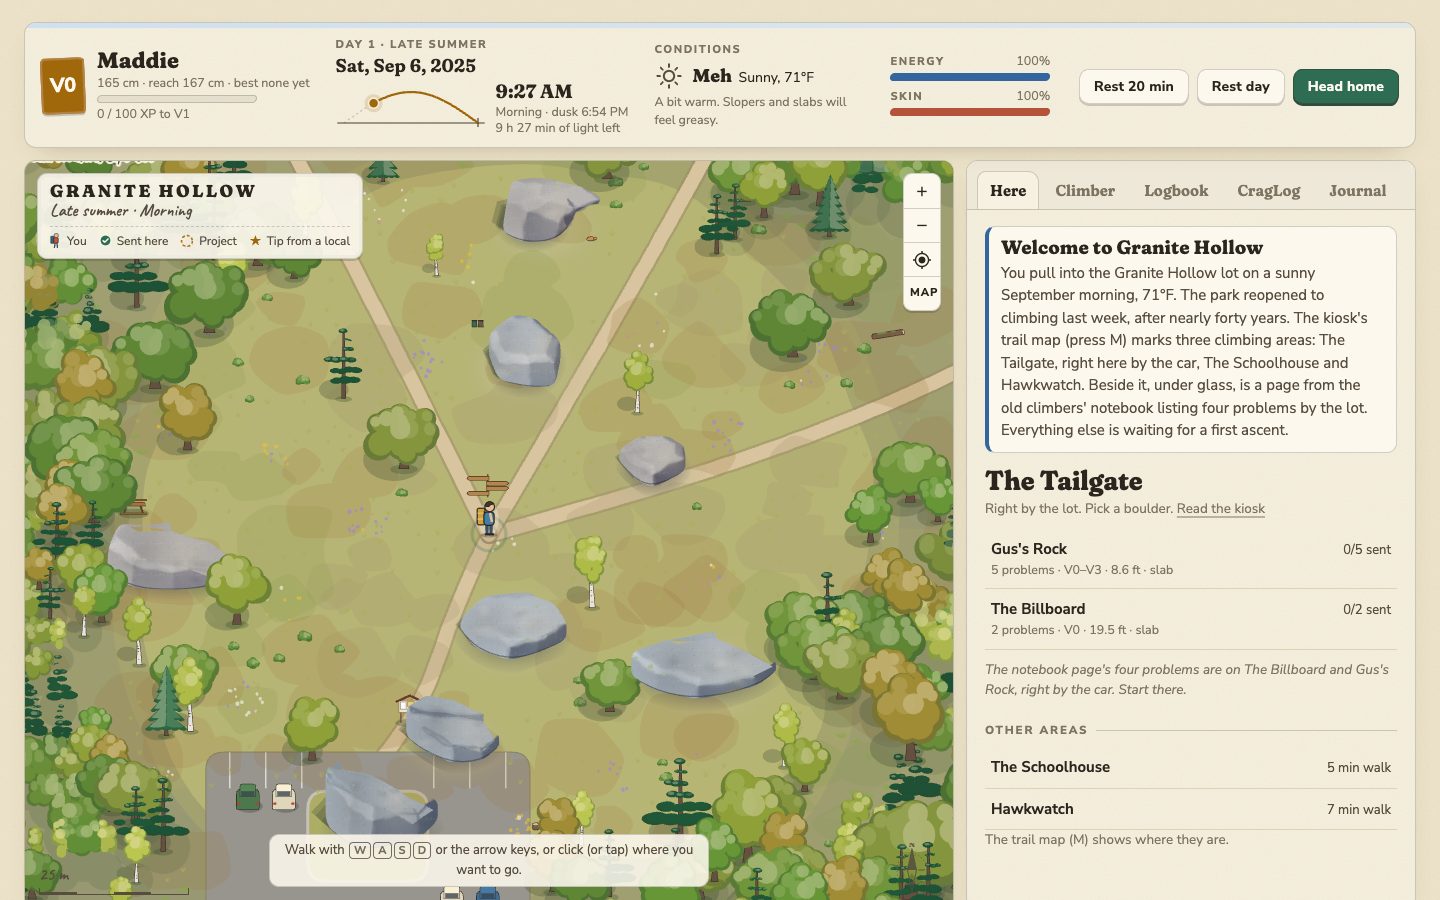 V0
Maddie
165 cm · reach 167 cm · best none yet
0 / 100 XP to V1
DAY 1 · LATE SUMMER
Sat, Sep 6, 2025
9:27 AM
Morning · dusk 6:54 PM
9 h 27 min of light left
CONDITIONS
Meh Sunny, 71°F
A bit warm. Slopers and slabs will
feel greasy.
ENERGY 100%
SKIN 100%
Rest 20 min
Rest day
Head home
GRANITE HOLLOW
Late summer · Morning
You Sent here Project Tip from a local
+
−
MAP
25 m
Walk with W A S D or the arrow keys, or click (or tap) where you
want to go.
Here Climber Logbook CragLog Journal
Welcome to Granite Hollow
You pull into the Granite Hollow lot on a sunny
September morning, 71°F. The park reopened to
climbing last week, after nearly forty years. The kiosk's
trail map (press M) marks three climbing areas: The
Tailgate, right here by the car, The Schoolhouse and
Hawkwatch. Beside it, under glass, is a page from the
old climbers' notebook listing four problems by the lot.
Everything else is waiting for a first ascent.
The Tailgate
Right by the lot. Pick a boulder. Read the kiosk
Gus's Rock 0/5 sent
5 problems · V0–V3 · 8.6 ft · slab
The Billboard 0/2 sent
2 problems · V0 · 19.5 ft · slab
The notebook page's four problems are on The Billboard and Gus's
Rock, right by the car. Start there.
OTHER AREAS
The Schoolhouse 5 min walk
Hawkwatch 7 min walk
The trail map (M) shows where they are.